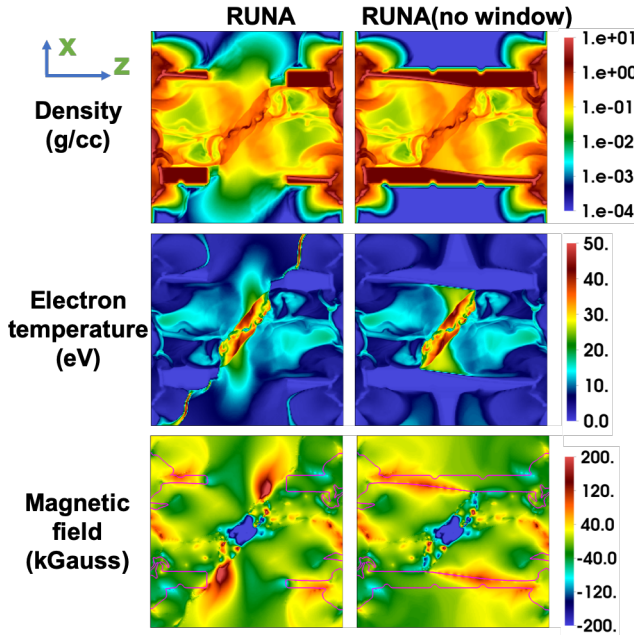 RUNA
RUNA(no window)
X
Z
Density
(g/cc)
1.e+01
1.e+00
1.e-01
1.e-02
1.e-03
1.e-04
Electron
temperature
(eV)
50.
40.
30.
20.
10.
0.0
Magnetic
field
(kGauss)
200.
120.
40.0
-40.0
-120.
-200.